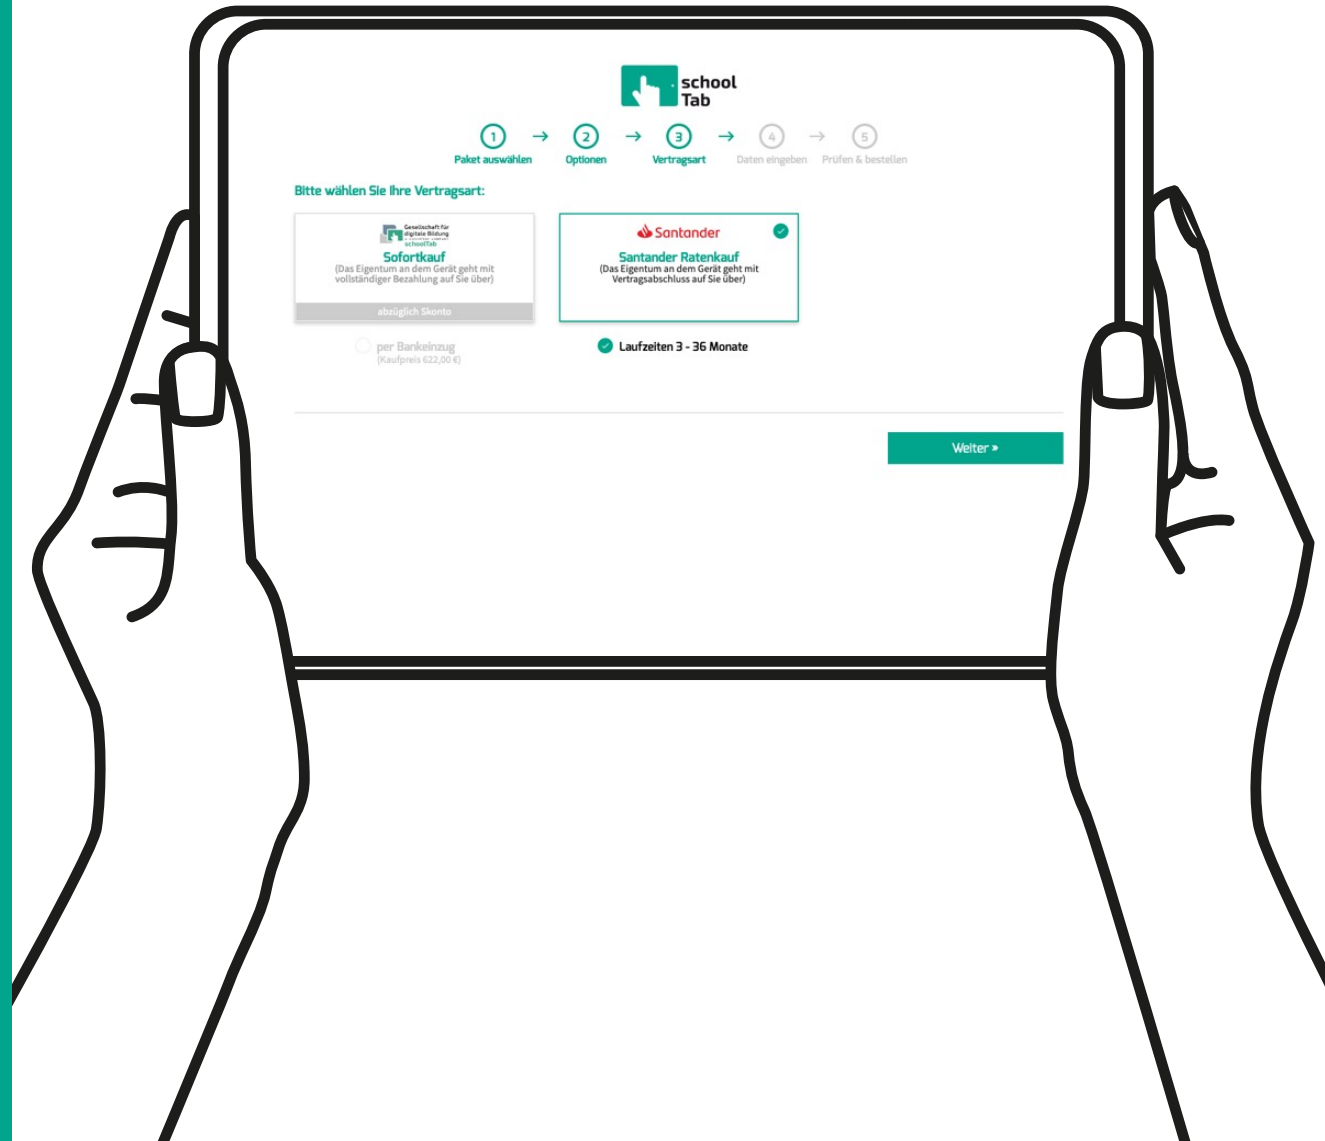 school
Tab
1 → 2 → 3 → 4 → 5
Paket auswählen Optionen Vertragsart Daten eingeben Prüfen & bestellen
Bitte wählen Sie Ihre Vertragsart:
Gesellschaft für
digitale Bildung
schoolTab
Sofortkauf
(Das Eigentum an dem Gerät geht mit
vollständiger Bezahlung auf Sie über)
abzüglich Skonto
per Bankeinzug
(Kaufpreis 622,00 €)
Santander
Santander Ratenkauf
(Das Eigentum an dem Gerät geht mit
Vertragsabschluss auf Sie über)
Laufzeiten 3 - 36 Monate
Weiter »